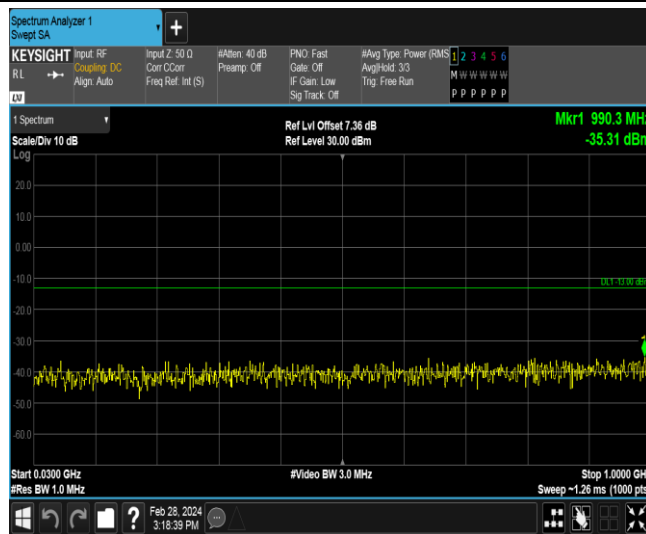 Spectrum Analyzer 1
Swept SA
+
KEYSIGHT Input: RF Input Z: 50 Ω #Atten: 40 dB PNO: Fast #Avg Type: Power (RMS 1 2 3 4 5 6
RL Coupling: DC Corr CCorr Preamp: Off Gate: Off Avg|Hold: 3/3 M W W W W W
Align: Auto Freq Ref: Int (S) IF Gain: Low Trig: Free Run
Sig Track: Off P P P P P P
LXI
1 Spectrum Ref Lvl Offset 7.36 dB Mkr1 990.3 MHz
Scale/Div 10 dB Ref Level 30.00 dBm -35.31 dBm
Log
20.0
10.0
0.00
-10.0
DL1 -13.00 dBm
-20.0
-30.0
-40.0
-50.0
-60.0
Start 0.0300 GHz #Video BW 3.0 MHz Stop 1.0000 GH
#Res BW 1.0 MHz Sweep ~1.26 ms (1000 pts
? Feb 28, 2024
3:18:39 PM